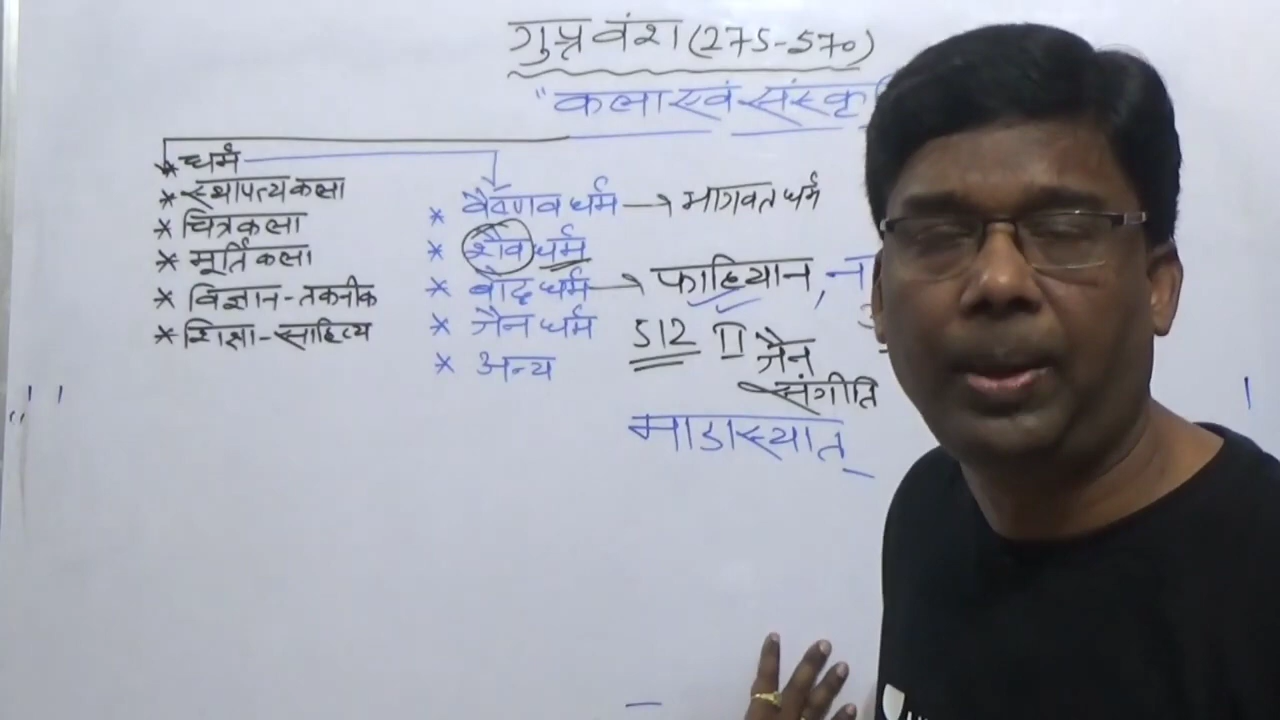 गुप्त वंश (275-570)
"कला एवं संस्कृ
* धर्म
* स्थापत्य कला
* चित्रकला
* मूर्ति कला
* विज्ञान-तकनीक
* शिक्षा-साहित्य
* वैष्णव धर्म → भागवत धर्म
* शैव धर्म
* बौद्ध धर्म → फाहियान, ना
* जैन धर्म
* अन्य
512 II जैन
संगीति